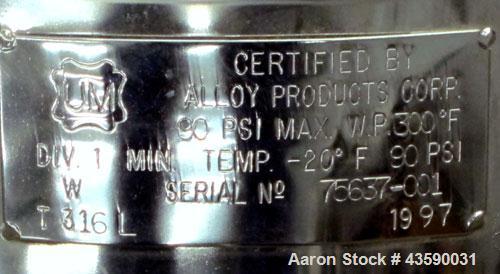 CERTIFIED BY
UM
ALLOY PRODUCTS CORP.
90 PSI MAX. W.P. 300°F
DIV. 1 MIN. TEMP. -20° F 90 PSI
W SERIAL Nº 75637-001
T 316 L 1997
Aaron Stock # 43590031